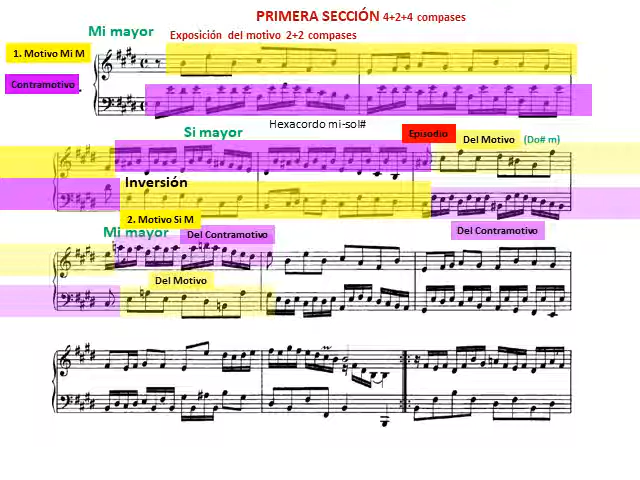 PRIMERA SECCIÓN 4+2+4 compases
Mi mayor
Exposición del motivo 2+2 compases
1. Motivo Mi M
Contramotivo
Hexacordo mi-sol#
Si mayor
Episodio
Del Motivo
(Do# m)
Inversión
2. Motivo Si M
Mi mayor
Del Contramotivo
Del Contramotivo
Del Motivo